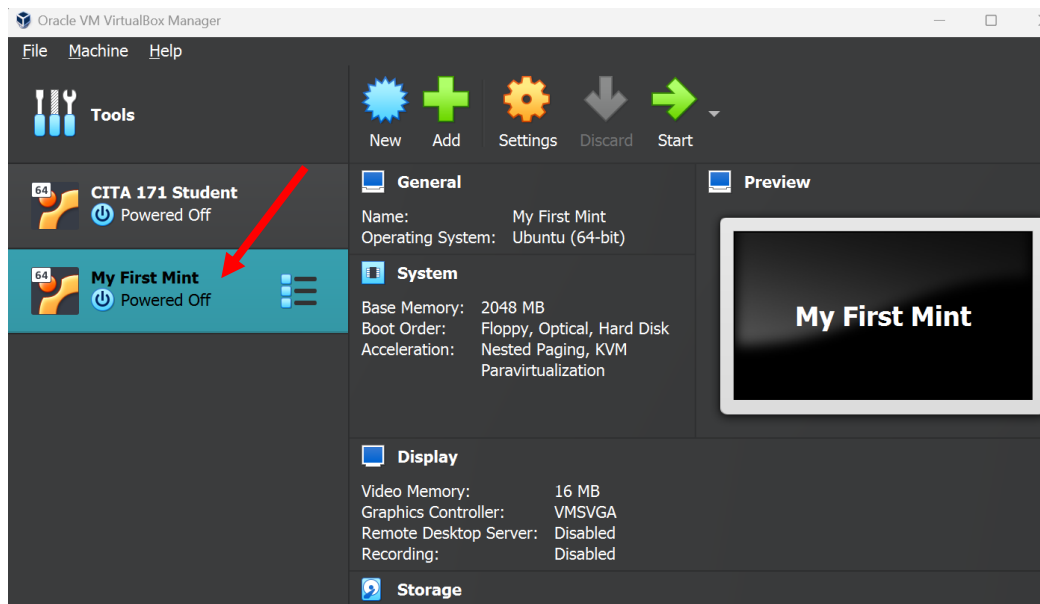 Oracle VM VirtualBox Manager
File Machine Help
Tools
New Add Settings Discard Start
64
CITA 171 Student
Powered Off
64
My First Mint
Powered Off
General
Name: My First Mint
Operating System: Ubuntu (64-bit)
System
Base Memory: 2048 MB
Boot Order: Floppy, Optical, Hard Disk
Acceleration: Nested Paging, KVM
Paravirtualization
Preview
My First Mint
Display
Video Memory: 16 MB
Graphics Controller: VMSVGA
Remote Desktop Server: Disabled
Recording: Disabled
Storage